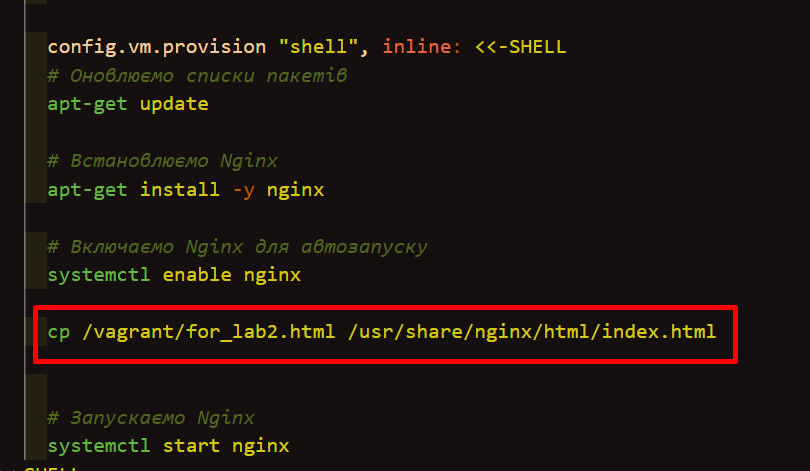 config.vm.provision "shell", inline: <<-SHELL
# Оновлюємо списки пакетів
apt-get update
# Встановлюємо Nginx
apt-get install -y nginx
# Включаємо Nginx для автозапуску
systemctl enable nginx
cp /vagrant/for_lab2.html /usr/share/nginx/html/index.html
# Запускаємо Nginx
systemctl start nginx
SHELL